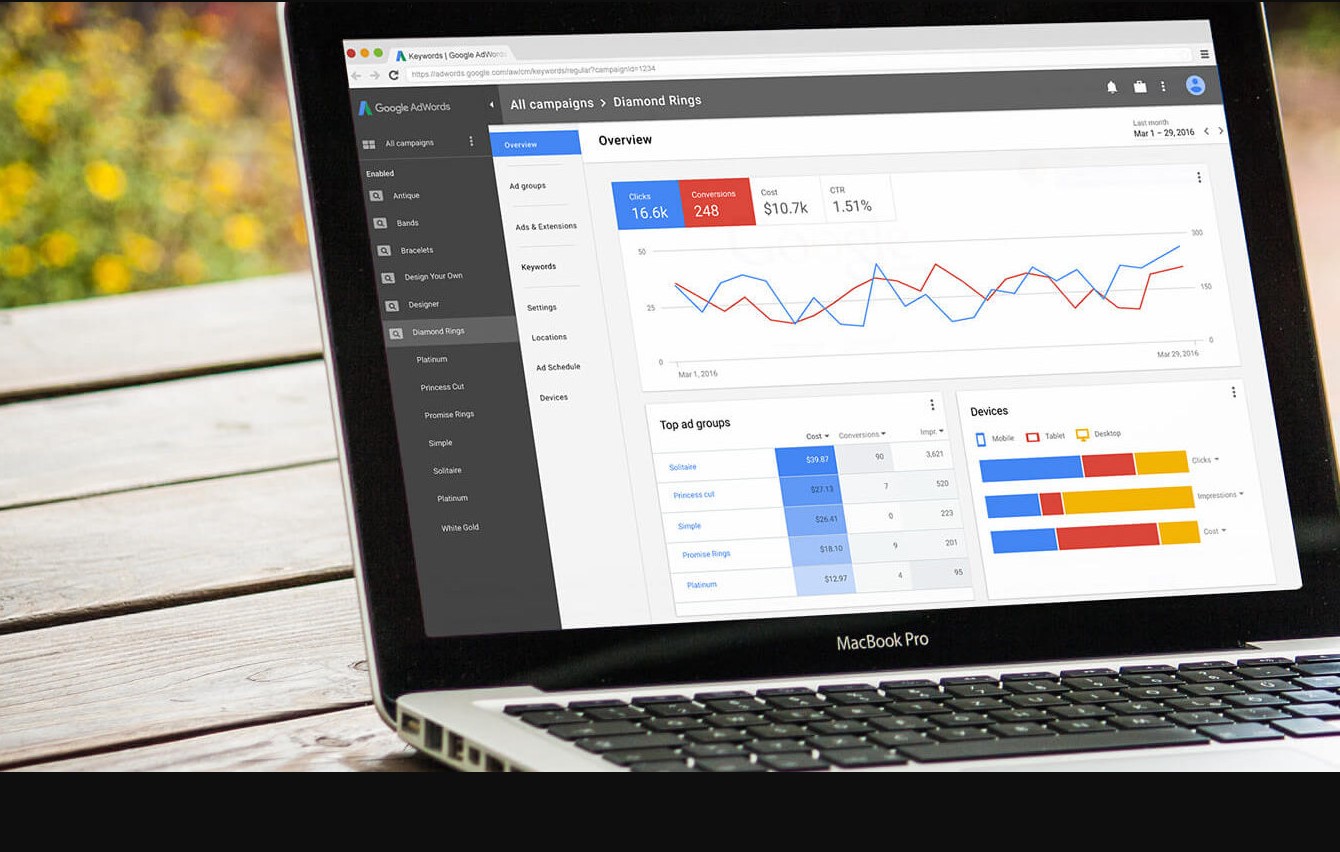 Keywords | Google AdWords
https://adwords.google.com/aw/cm/keywords/regular?campaignId=1234
Google AdWords
All campaigns > Diamond Rings
All campaigns
Overview
Overview
Last month
Mar 1 – 29, 2016
Enabled
Antique
Bands
Bracelets
Design Your Own
Designer
Diamond Rings
Platinum
Princess Cut
Promise Rings
Simple
Solitaire
Platinum
White Gold
Ad groups
Ads & Extensions
Keywords
Settings
Locations
Ad Schedule
Devices
Clicks
16.6k
Conversions
248
Cost
$10.7k
CTR
1.51%
50
25
0
300
150
0
Mar 1, 2016
Mar 29, 2016
Top ad groups
Cost Conversions Impr.
Solitaire $39.87 90 3,621
Princess cut $27.13 7 520
Simple $26.41 0 223
Promise Rings $18.10 9 201
Platinum $12.97 4 95
Devices
Mobile Tablet Desktop
Clicks
Impressions
Cost
MacBook Pro